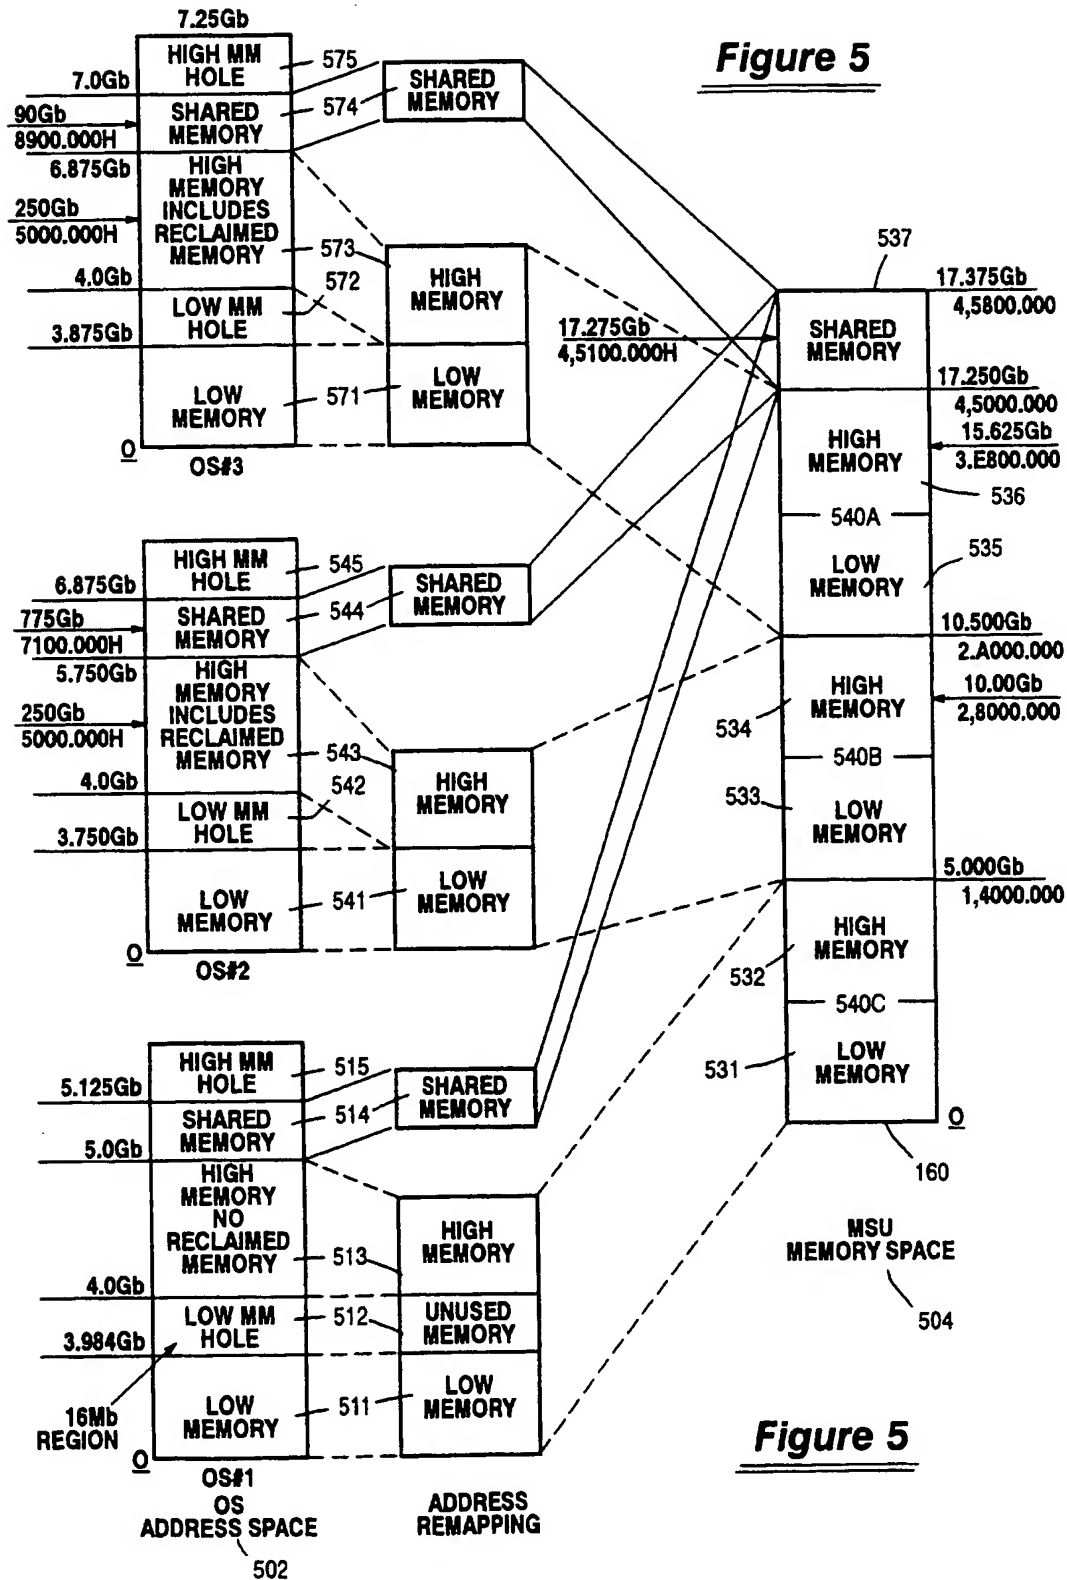 Figure 5
7.25Gb
HIGH MM
HOLE
575
7.0Gb
SHARED
MEMORY
574
90Gb
8900.000H
6.875Gb
HIGH
MEMORY
INCLUDES
RECLAIMED
MEMORY
250Gb
5000.000H
573
4.0Gb
LOW MM
HOLE
572
3.875Gb
LOW
MEMORY
571
0
OS#3
SHARED
MEMORY
HIGH
MEMORY
LOW
MEMORY
HIGH MM
HOLE
545
6.875Gb
SHARED
MEMORY
544
775Gb
7100.000H
5.750Gb
HIGH
MEMORY
INCLUDES
RECLAIMED
MEMORY
250Gb
5000.000H
543
4.0Gb
LOW MM
HOLE
542
3.750Gb
LOW
MEMORY
541
0
OS#2
SHARED
MEMORY
HIGH
MEMORY
LOW
MEMORY
HIGH MM
HOLE
515
5.125Gb
SHARED
MEMORY
514
5.0Gb
HIGH
MEMORY
NO
RECLAIMED
MEMORY
513
4.0Gb
LOW MM
HOLE
512
3.984Gb
16Mb
REGION
LOW
MEMORY
511
0
OS#1
OS
ADDRESS SPACE
502
SHARED
MEMORY
HIGH
MEMORY
UNUSED
MEMORY
LOW
MEMORY
ADDRESS
REMAPPING
537
17.375Gb
4,5800.000
SHARED
MEMORY
17.275Gb
4,5100.000H
17.250Gb
4,5000.000
HIGH
MEMORY
15.625Gb
3.E800.000
536
540A
LOW
MEMORY
535
10.500Gb
2.A000.000
HIGH
MEMORY
534
10.00Gb
2,8000.000
540B
533
LOW
MEMORY
5.000Gb
1,4000.000
HIGH
MEMORY
532
540C
531
LOW
MEMORY
0
160
MSU
MEMORY SPACE
504
Figure 5